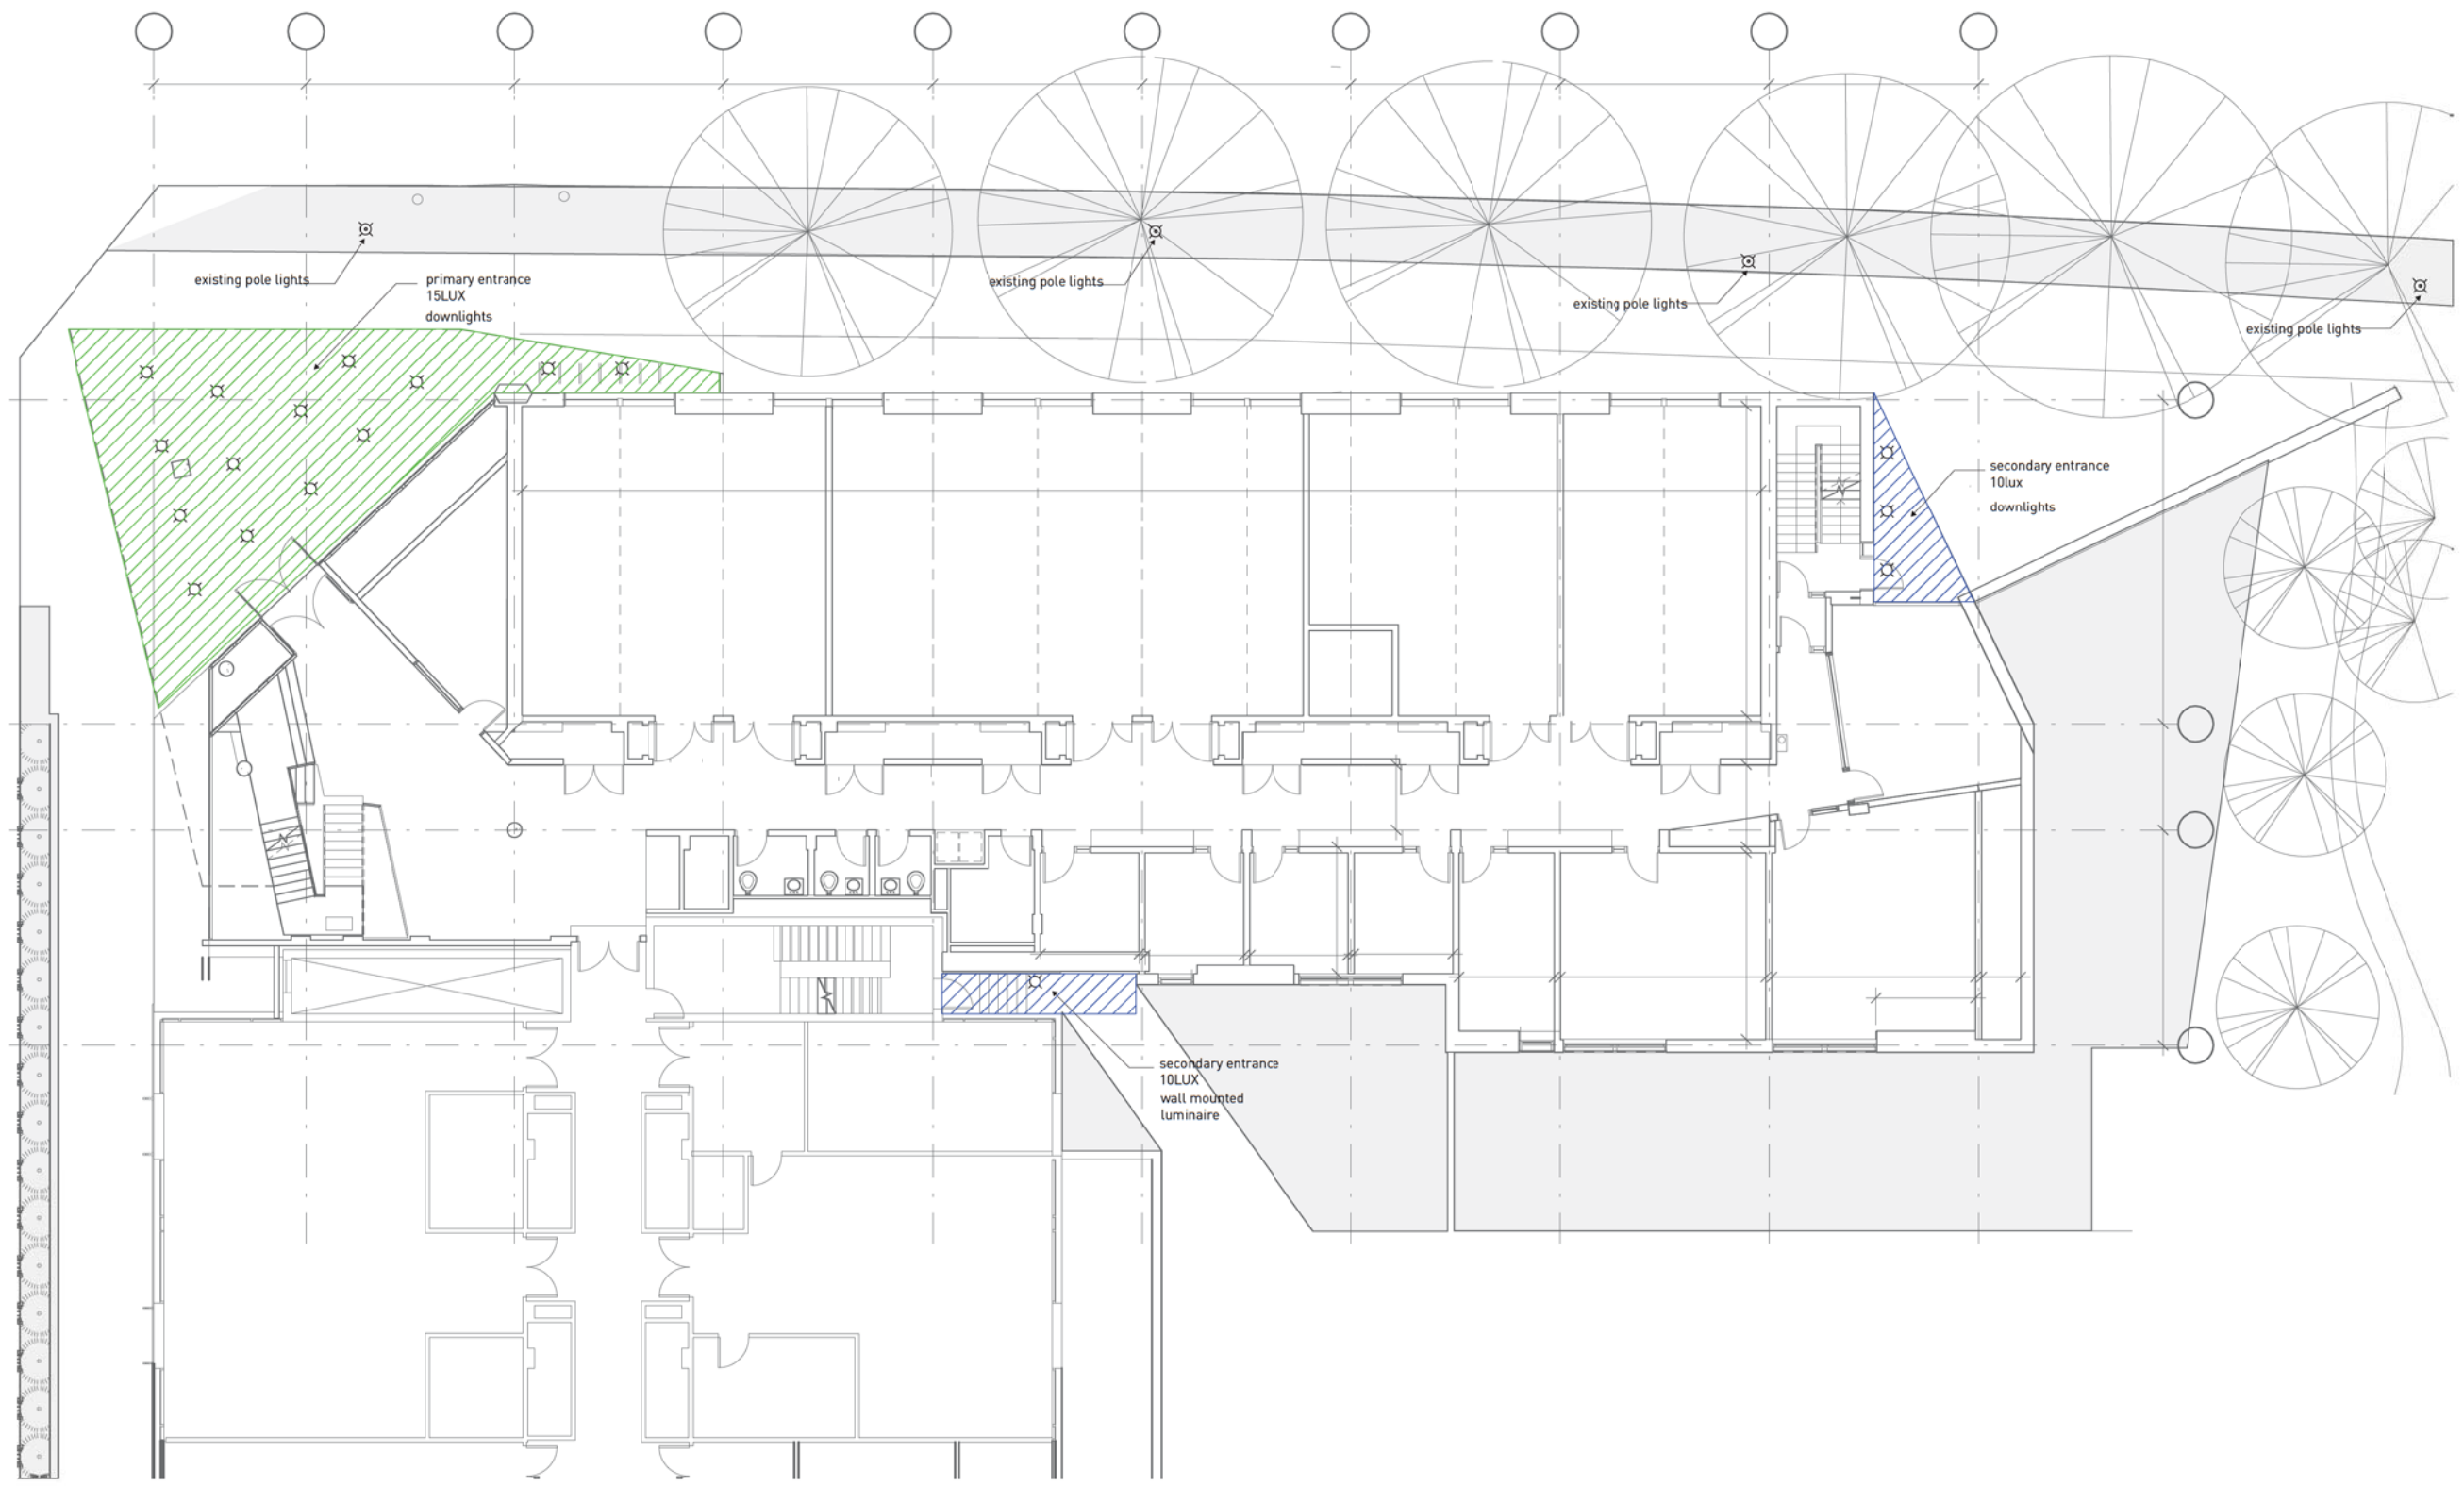 existing pole lights
primary entrance
15LUX
downlights
existing pole lights
existing pole lights
existing pole lights
secondary entrance
10lux
downlights
secondary entrance
10LUX
wall mounted
luminaire